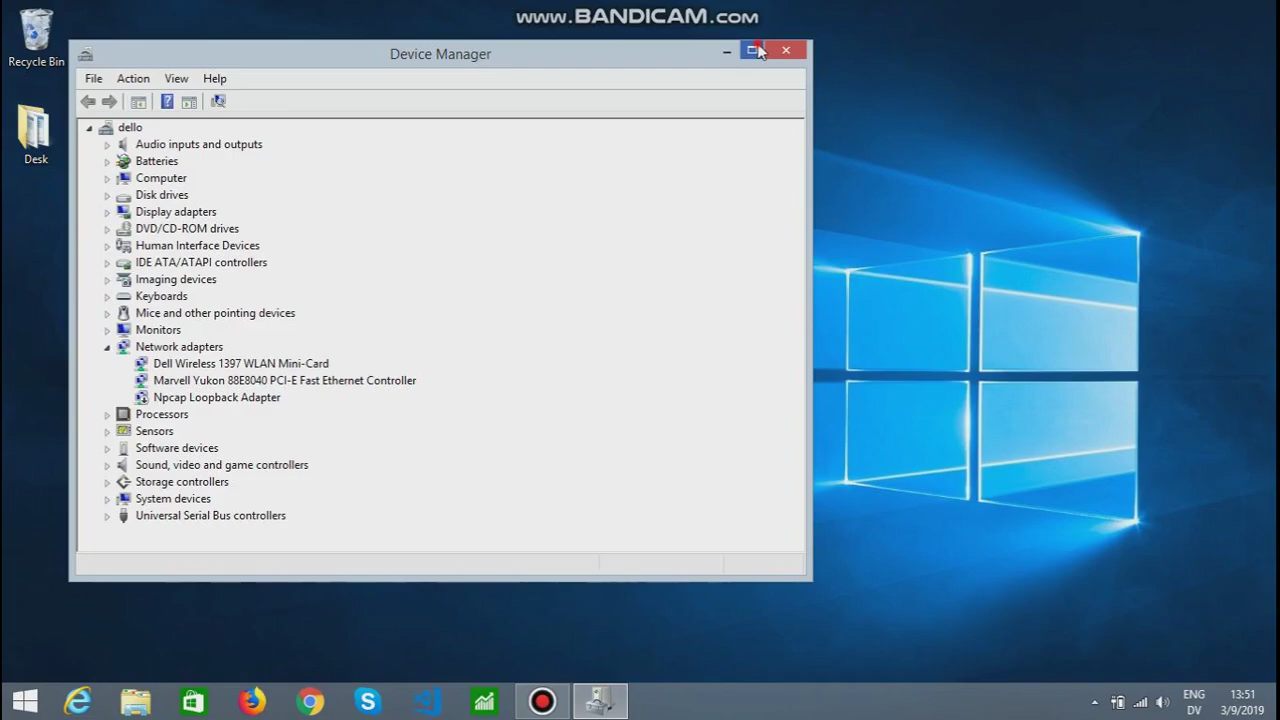 www.BANDICAM.com
Recycle Bin
Desk
Device Manager
File Action View Help
dello
Audio inputs and outputs
Batteries
Computer
Disk drives
Display adapters
DVD/CD-ROM drives
Human Interface Devices
IDE ATA/ATAPI controllers
Imaging devices
Keyboards
Mice and other pointing devices
Monitors
Network adapters
Dell Wireless 1397 WLAN Mini-Card
Marvell Yukon 88E8040 PCI-E Fast Ethernet Controller
Npcap Loopback Adapter
Processors
Sensors
Software devices
Sound, video and game controllers
Storage controllers
System devices
Universal Serial Bus controllers
ENG 13:51
DV 3/9/2019